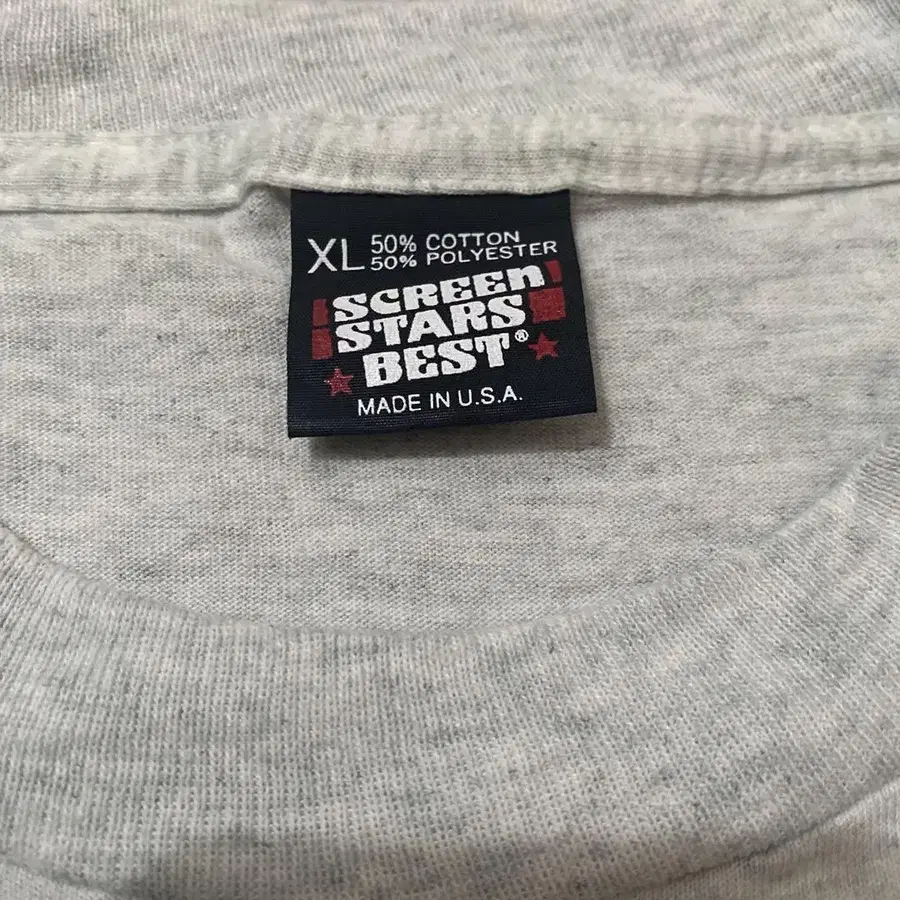 XL 50% COTTON
50% POLYESTER
SCREEN
STARS
BEST®
MADE IN U.S.A.